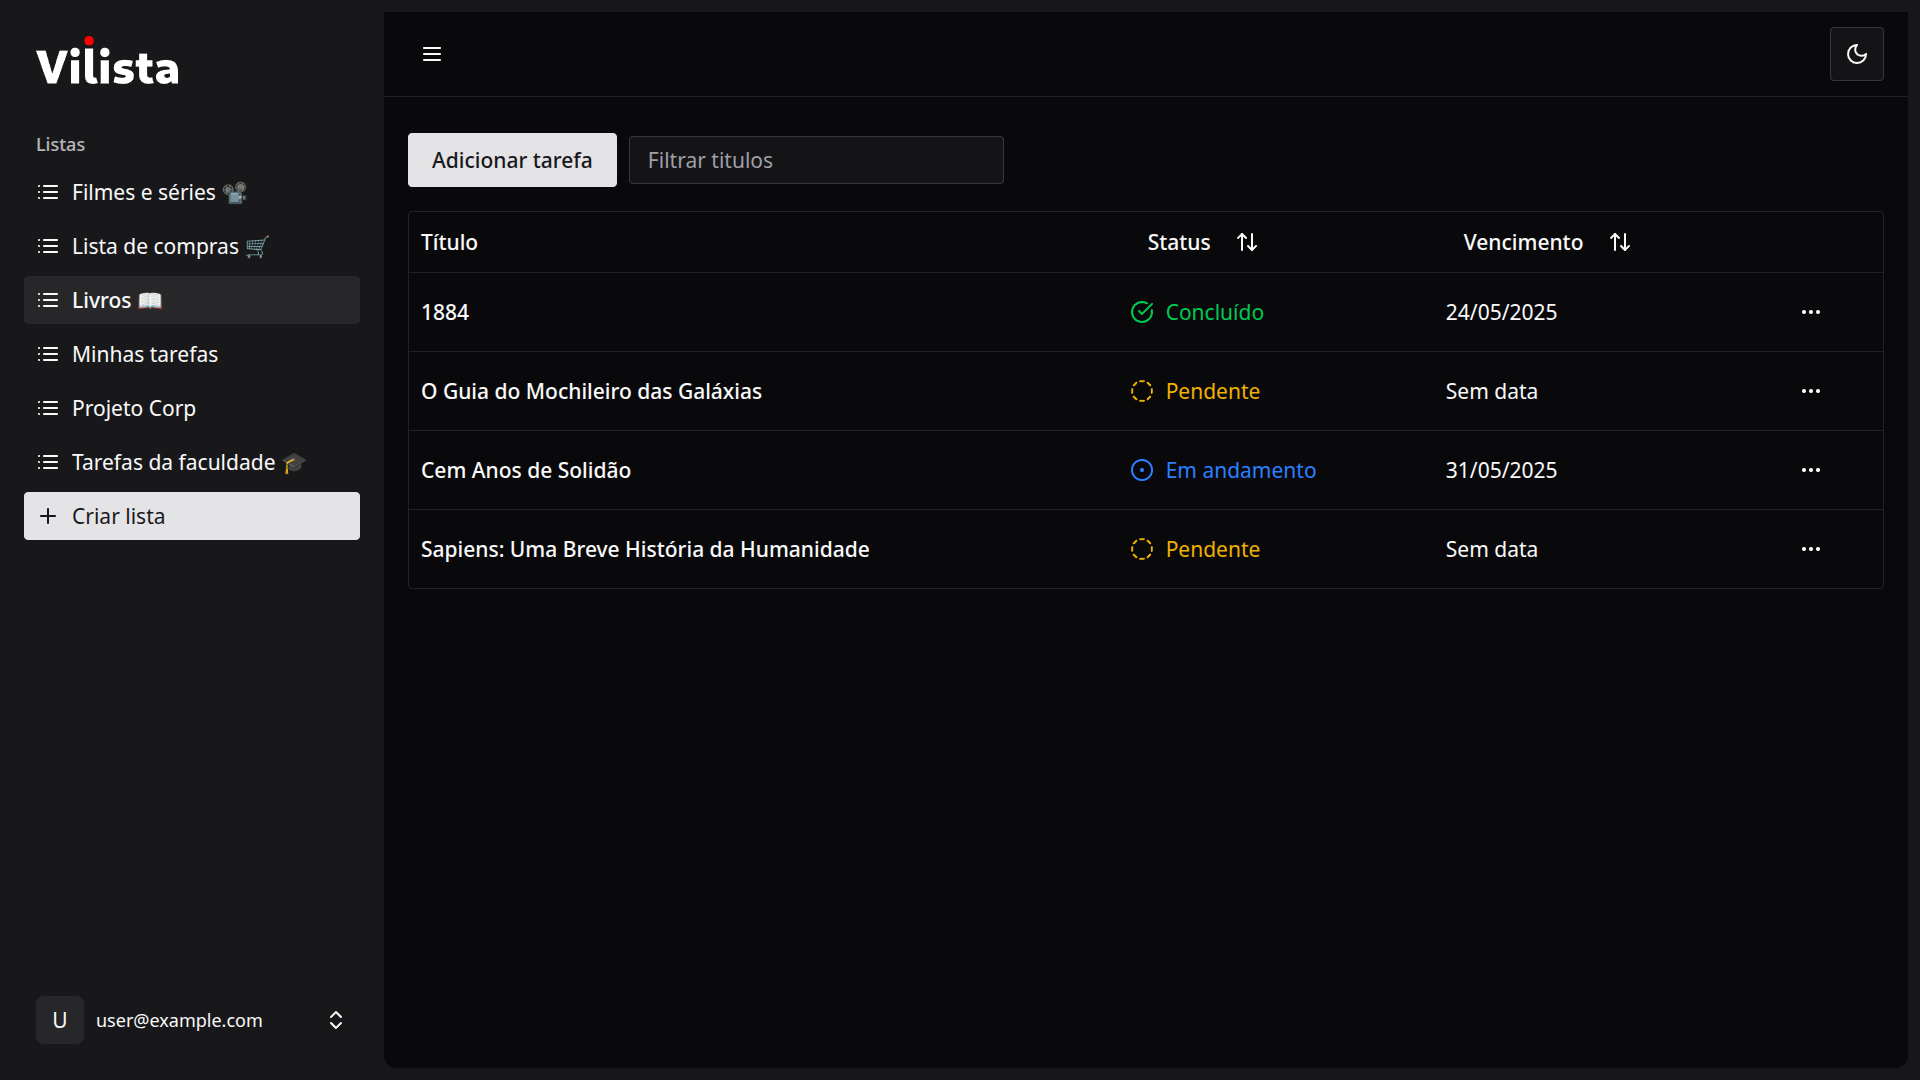 Vilista
Listas
Filmes e séries 📽️
Lista de compras 🛒
Livros 📖
Minhas tarefas
Projeto Corp
Tarefas da faculdade 🎓
Criar lista
U user@example.com
Adicionar tarefa Filtrar titulos
Título Status Vencimento
1884 Concluído 24/05/2025
O Guia do Mochileiro das Galáxias Pendente Sem data
Cem Anos de Solidão Em andamento 31/05/2025
Sapiens: Uma Breve História da Humanidade Pendente Sem data